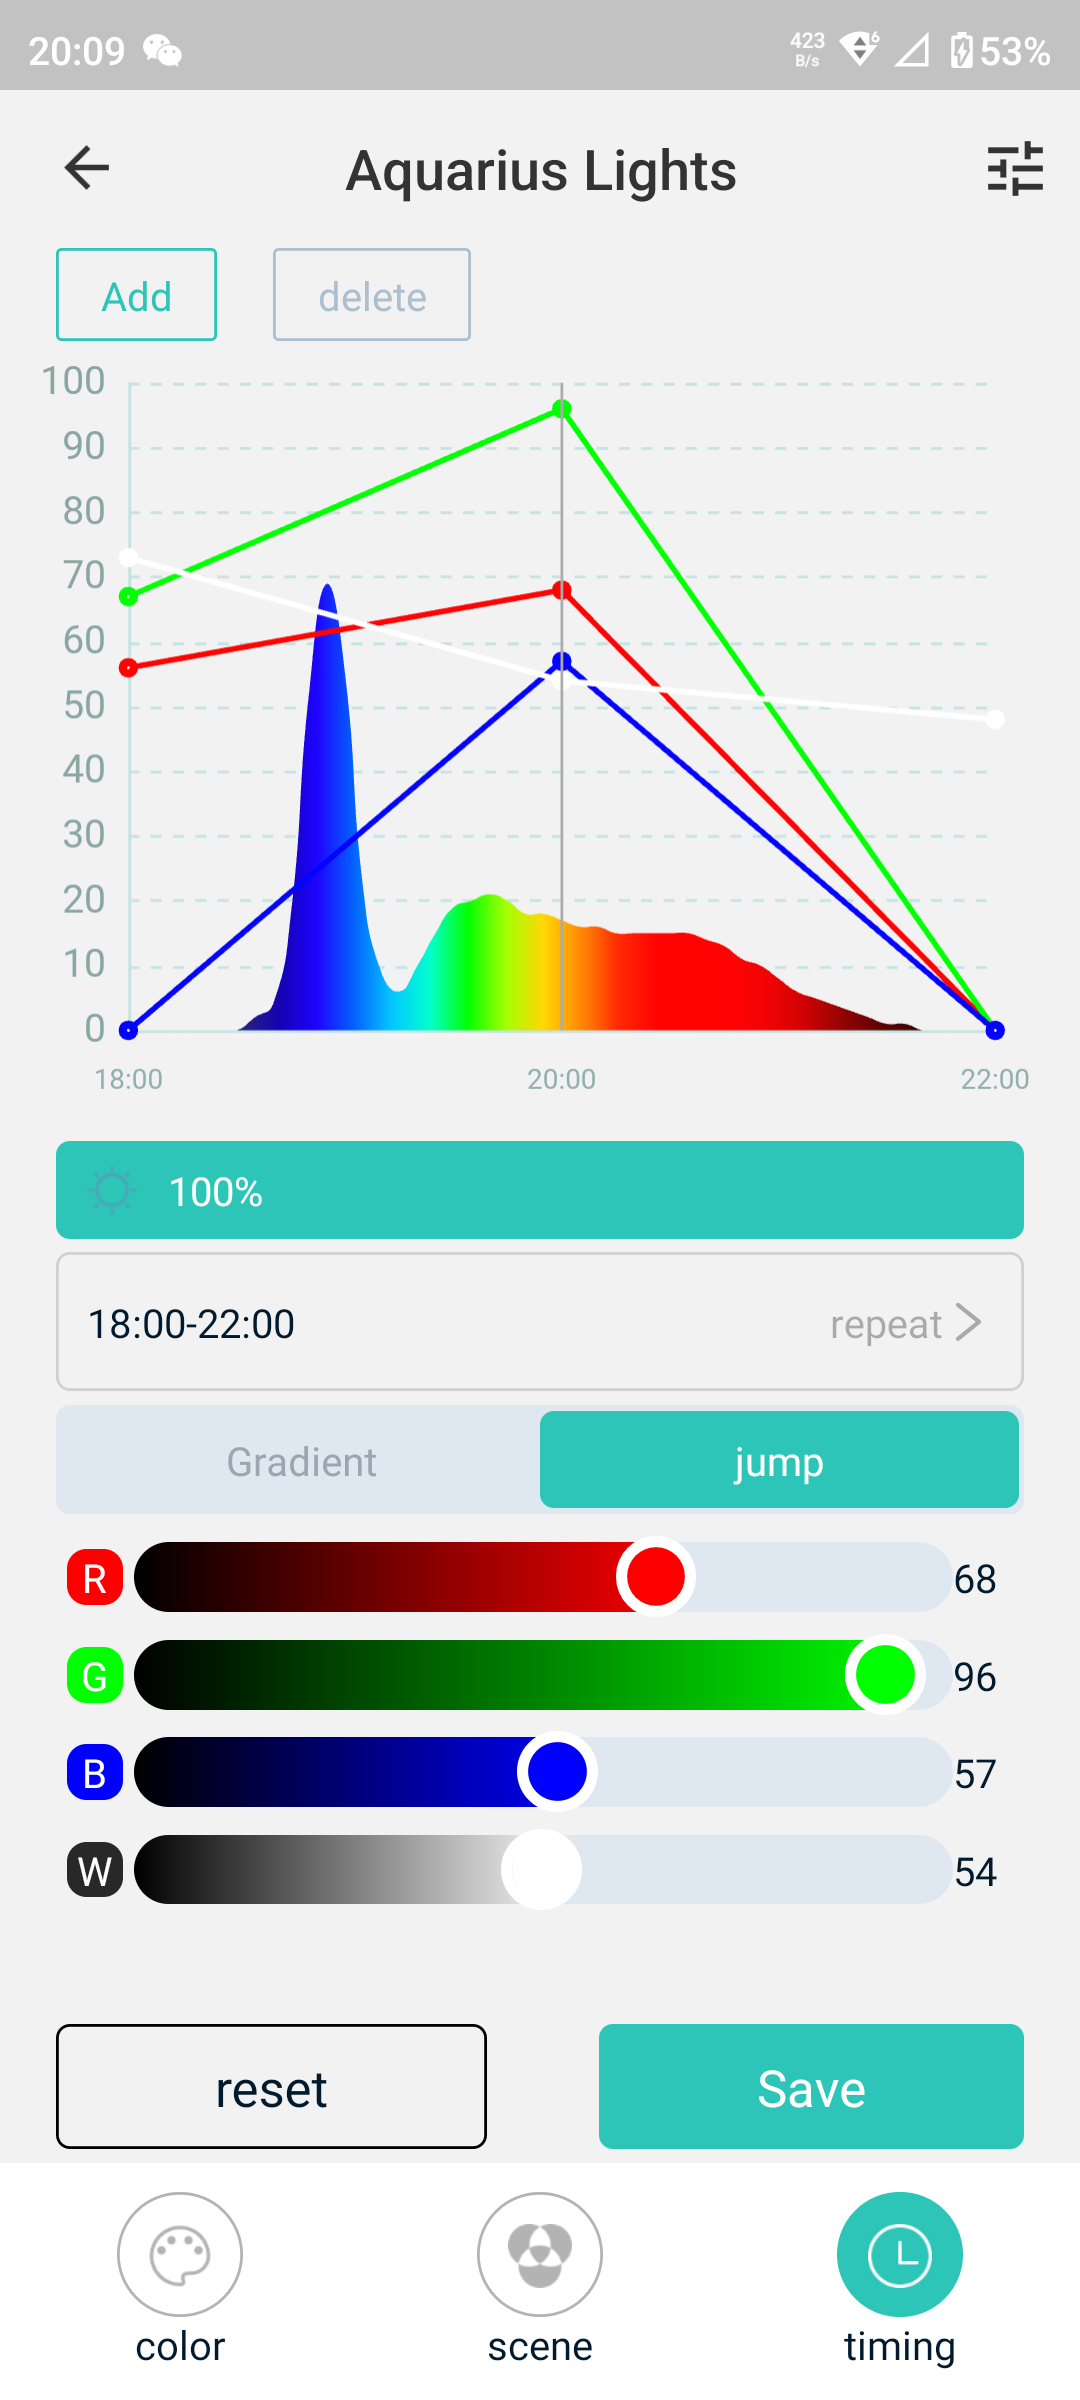 20:09 423 B/s 6 53%
Aquarius Lights
Add delete
100
90
80
70
60
50
40
30
20
10
0
18:00 20:00 22:00
100%
18:00-22:00 repeat
Gradient jump
R 68
G 96
B 57
W 54
reset Save
color scene timing